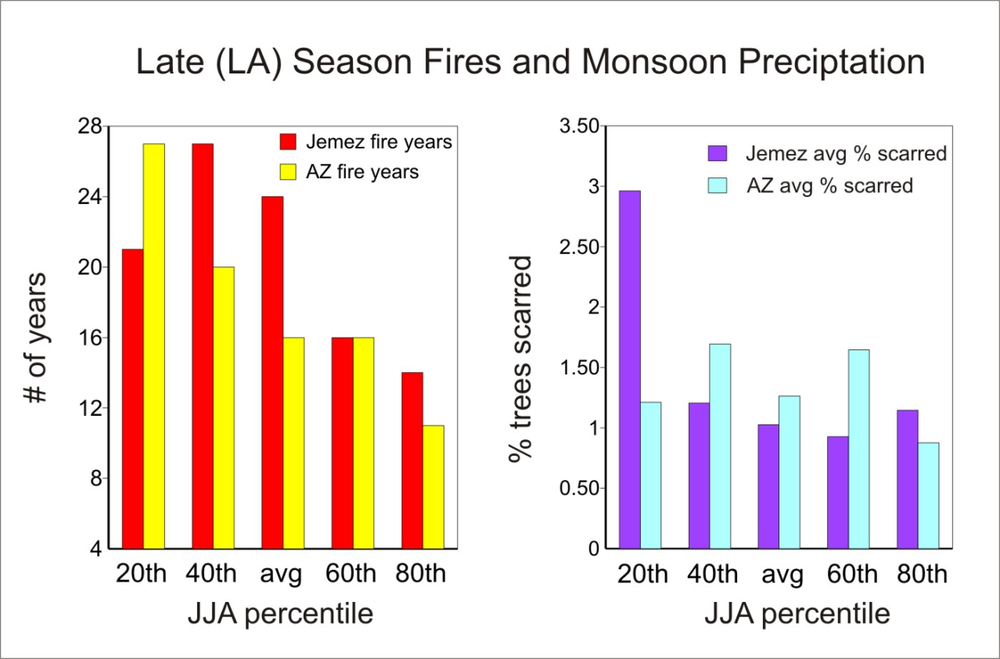 Late (LA) Season Fires and Monsoon Preciptation
28
24
20
16
12
8
4
# of years
Jemez fire years
AZ fire years
20th 40th avg 60th 80th
JJA percentile
3.50
3
2.50
2
1.50
1
0.50
0
% trees scarred
Jemez avg % scarred
AZ avg % scarred
20th 40th avg 60th 80th
JJA percentile